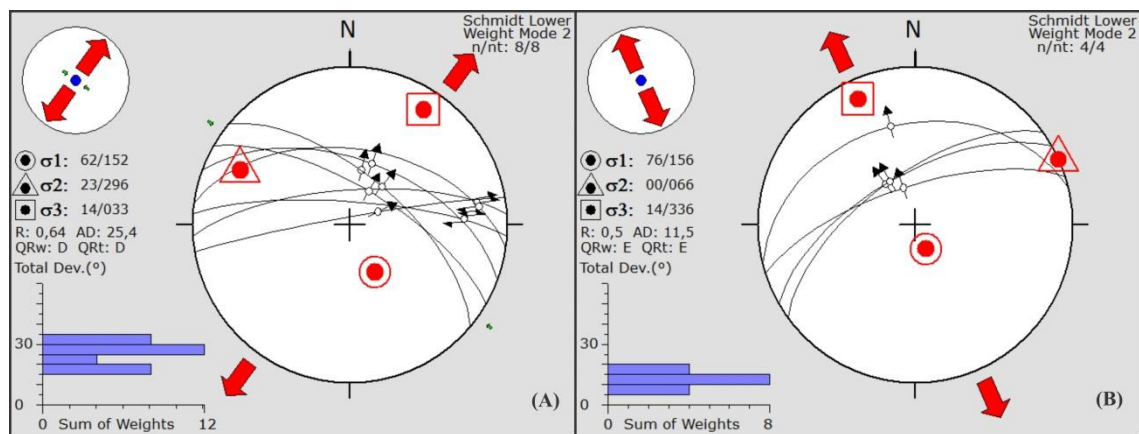 N
Schmidt Lower
Weight Mode 2
n/nt: 8/8
σ1: 62/152
σ2: 23/296
σ3: 14/033
R: 0,64 AD: 25,4
QRw: D QRt: D
Total Dev.(°)
30
0
0 Sum of Weights 12
(A)
N
Schmidt Lower
Weight Mode 2
n/nt: 4/4
σ1: 76/156
σ2: 00/066
σ3: 14/336
R: 0,5 AD: 11,5
QRw: E QRt: E
Total Dev.(°)
30
0
0 Sum of Weights 8
(B)